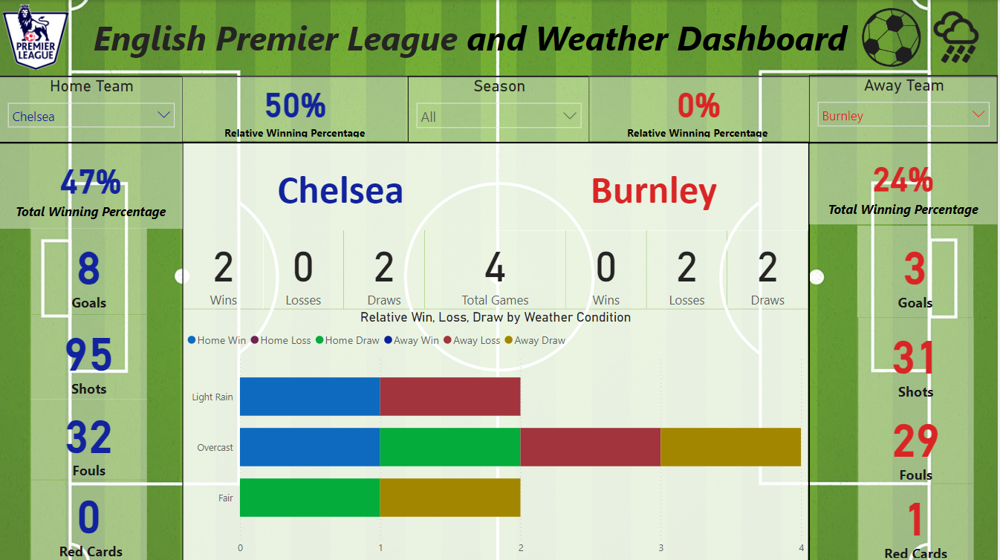 PREMIER
LEAGUE
English Premier League and Weather Dashboard
Home Team
Chelsea
50%
Relative Winning Percentage
Season
All
0%
Relative Winning Percentage
Away Team
Burnley
47%
Total Winning Percentage
8
Goals
95
Shots
32
Fouls
0
Red Cards
Chelsea
Burnley
2
Wins
0
Losses
2
Draws
4
Total Games
0
Wins
2
Losses
2
Draws
Relative Win, Loss, Draw by Weather Condition
Home Win Home Loss Home Draw Away Win Away Loss Away Draw
Light Rain
Overcast
Fair
0 1 2 3 4
24%
Total Winning Percentage
3
Goals
31
Shots
29
Fouls
1
Red Cards